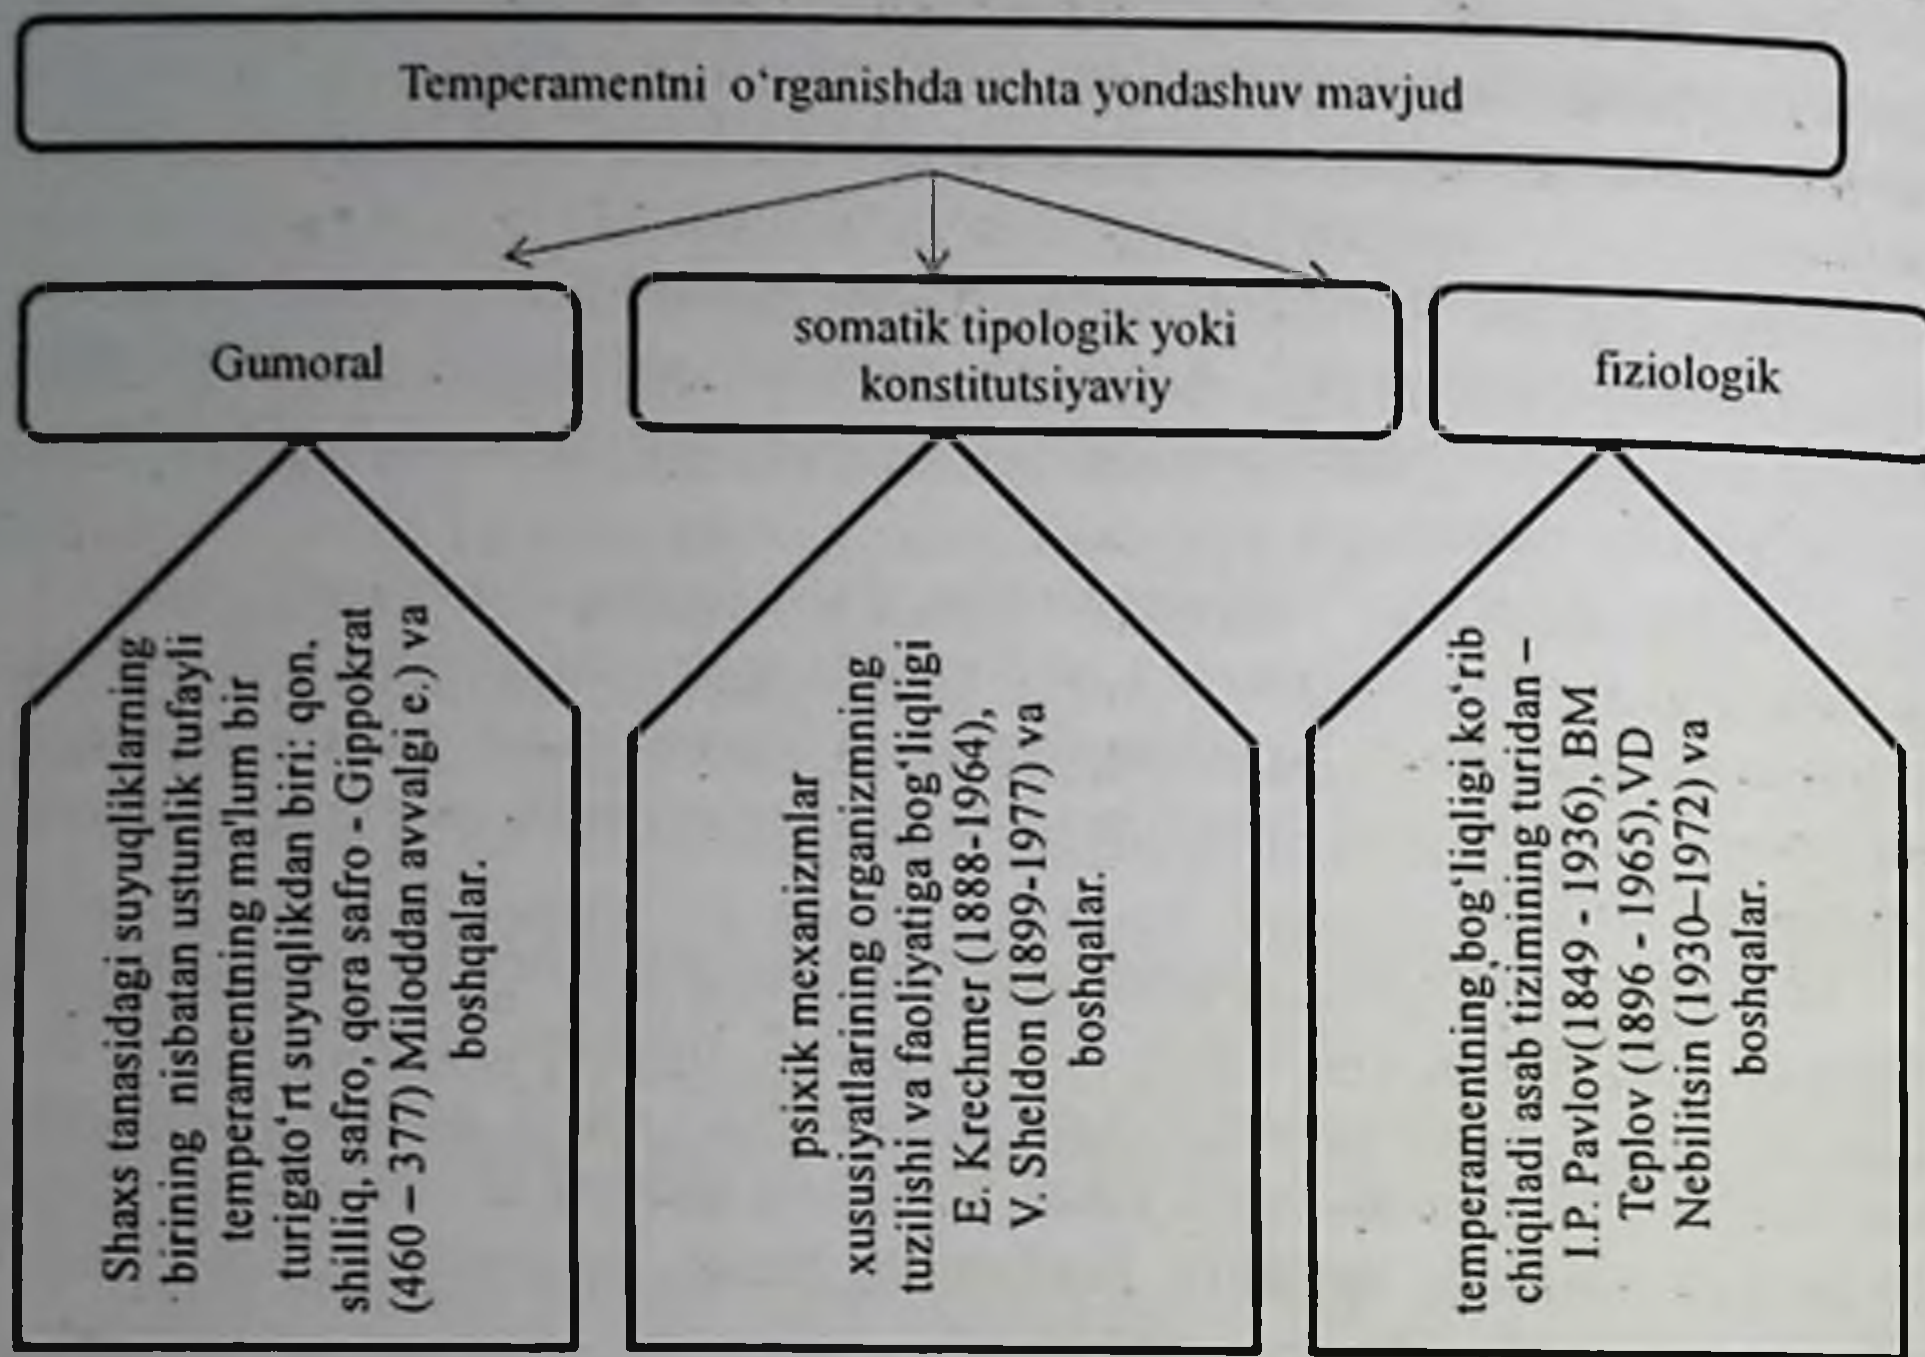 Temperamentni o‘rganishda uchta yondashuv mavjud
Gumoral
somatik tipologik yoki
konstitutsiyaviy
fiziologik
Shaxs tanasidagi suyuqliklarning
birining nisbatan ustunlik tufayli
temperamentning ma'lum bir
turigato‘rt suyuqlikdan biri: qon,
shilliq, safro, qora safro - Gippokrat
(460 – 377) Miloddan avvalgi e.) va
boshqalar.
psixik mexanizmlar
xususiyatlarining organizmning
tuzilishi va faoliyatiga bog‘liqligi
E. Krechmer (1888-1964),
V. Sheldon (1899-1977) va
boshqalar.
temperamentning bog‘liqligi ko‘rib
chiqiladi asab tizimining turidan –
I.P. Pavlov(1849 - 1936), BM
Teplov (1896 - 1965),VD
Nebilitsin (1930–1972) va
boshqalar.